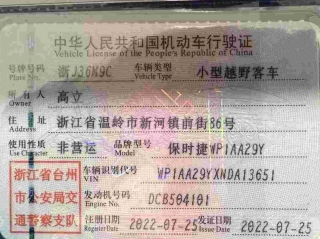 中华人民共和国机动车行驶证
Vehicle License of the People's Republic of China
号牌号码 浙J36N9C 车辆类型 小型越野客车
Plate No. Vehicle Type
所有人 高立
Owner
住址 浙江省温岭市新河镇前街86号
Address
使用性质 非营运 品牌型号 保时捷WP1AA29Y
Use Character Model
车辆识别代号 WP1AA29YXNDA13651
VIN
浙江省台州市公安局交通警察支队
发动机号码 DCB504101
Engine No.
注册日期 2022-07-25 发证日期 2022-07-25
Register Date Issue Date